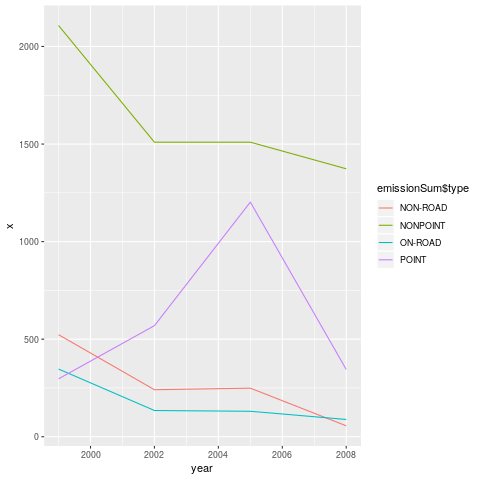 2000
1500
1000
500
0
x
2000
2002
2004
2006
2008
year
emissionSum$type
NON-ROAD
NONPOINT
ON-ROAD
POINT